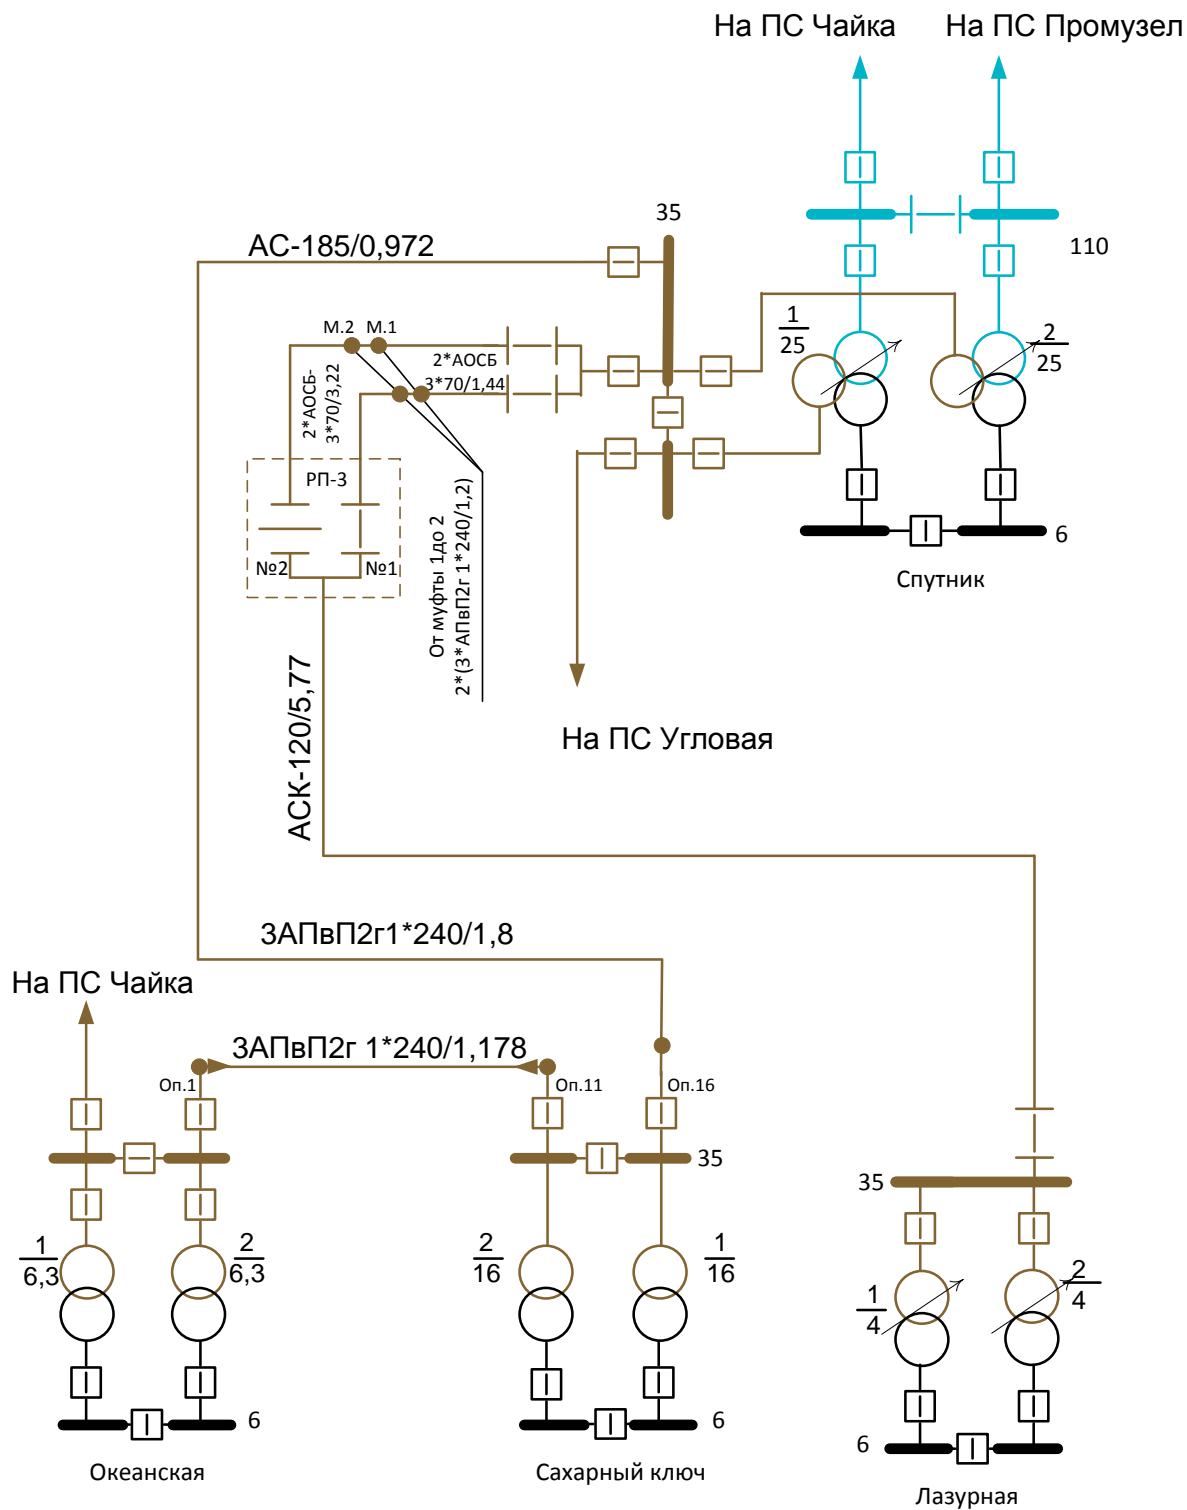 На ПС Чайка
На ПС Промузел
35
АС-185/0,972
110
1
25
2
25
М.2
М.1
2*АОСБ
3*70/1,44
2*АОСБ-
3*70/3,22
РП-3
№2
№1
От муфты 1до 2
2*(3*АПвП2г 1*240/1,2)
6
Спутник
На ПС Угловая
АСК-120/5,77
3АПвП2г1*240/1,8
На ПС Чайка
3АПвП2г 1*240/1,178
Оп.1
Оп.11
Оп.16
35
35
1
6,3
2
6,3
2
16
1
16
1
4
2
4
6
6
6
Океанская
Сахарный ключ
Лазурная